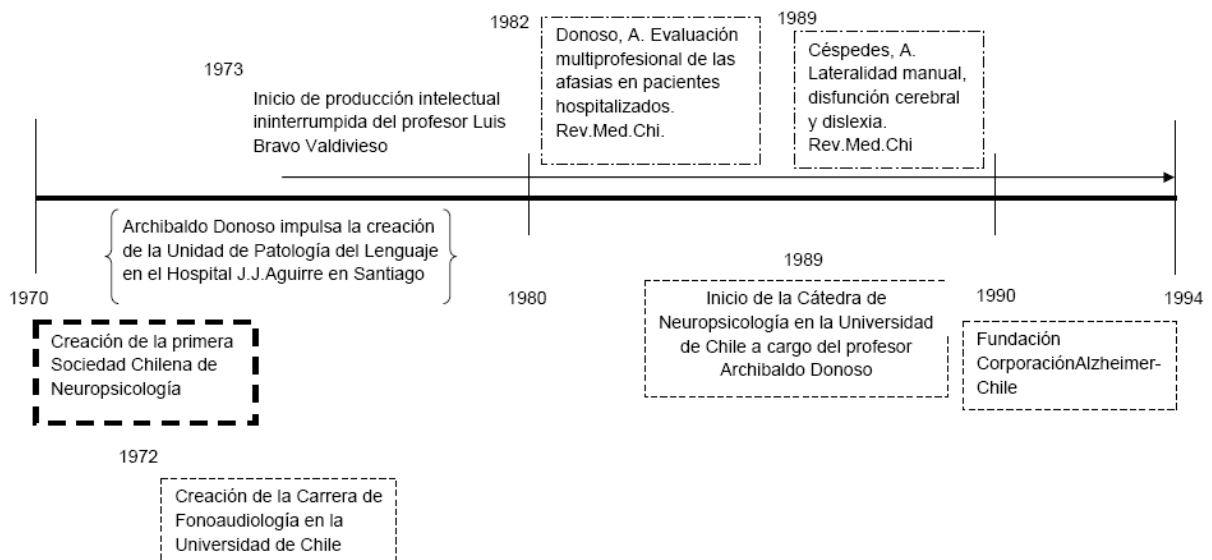 1973
Inicio de producción intelectual
ininterrumpida del profesor Luis
Bravo Valdivieso
1982
Donoso, A. Evaluación
multiprofesional de las
afasias en pacientes
hospitalizados.
Rev.Med.Chi.
1989
Céspedes, A.
Lateralidad manual,
disfunción cerebral
y dislexia.
Rev.Med.Chi
Archibaldo Donoso impulsa la creación
de la Unidad de Patología del Lenguaje
en el Hospital J.J.Aguirre en Santiago
1970
Creación de la primera
Sociedad Chilena de
Neuropsicología
1972
Creación de la Carrera de
Fonoaudiología en la
Universidad de Chile
1980
1989
Inicio de la Cátedra de
Neuropsicología en la Universidad
de Chile a cargo del profesor
Archibaldo Donoso
1990
Fundación
CorporaciónAlzheimer-
Chile
1994